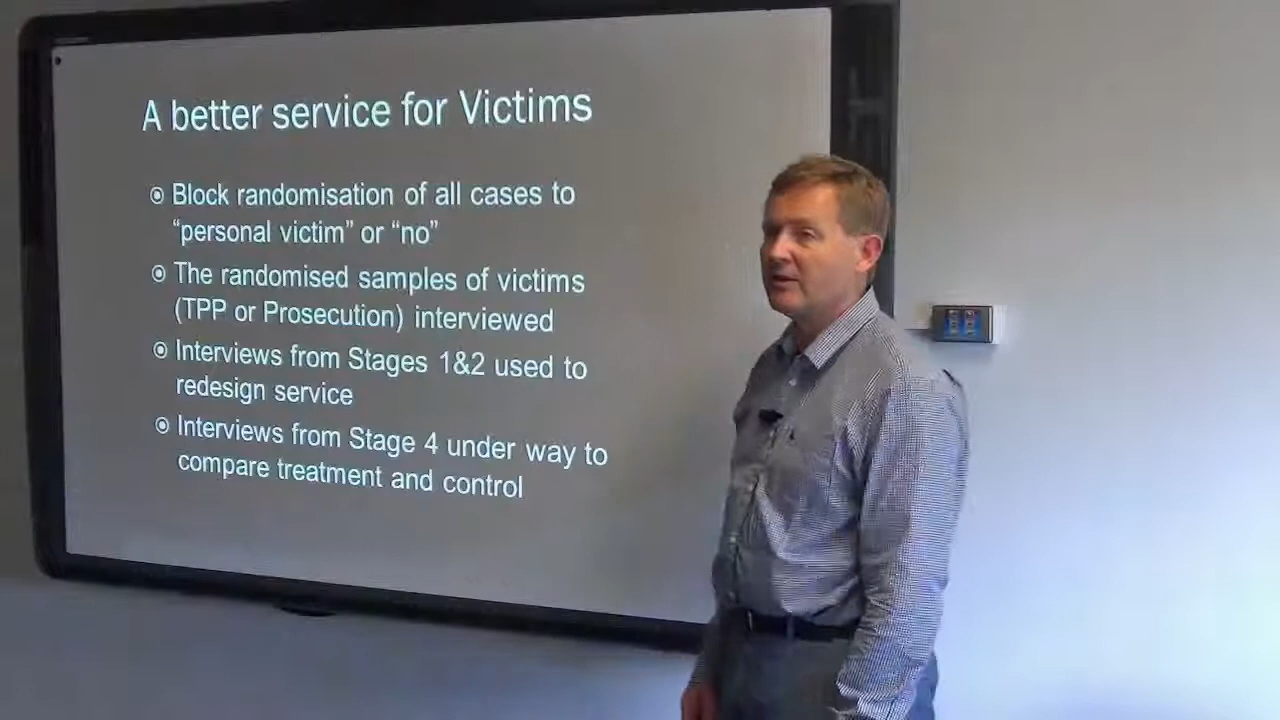 A better service for Victims
Block randomisation of all cases to
“personal victim” or “no”
The randomised samples of victims
(TPP or Prosecution) interviewed
Interviews from Stages 1&2 used to
redesign service
Interviews from Stage 4 under way to
compare treatment and control